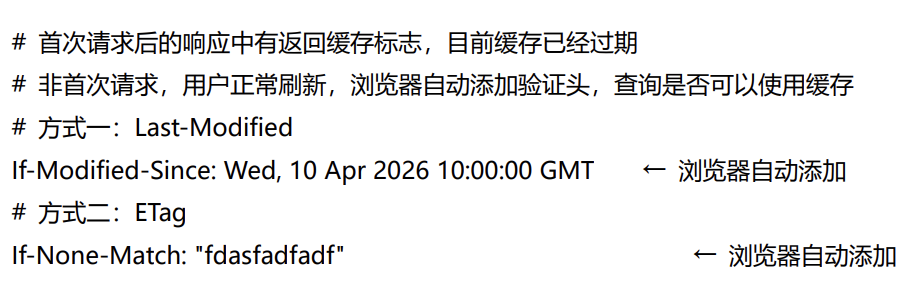 # 首次请求后的响应中有返回缓存标志，目前缓存已经过期
# 非首次请求，用户正常刷新，浏览器自动添加验证头，查询是否可以使用缓存
# 方式一：Last-Modified
If-Modified-Since: Wed, 10 Apr 2026 10:00:00 GMT ← 浏览器自动添加
# 方式二：ETag
If-None-Match: "fdasfadfadf" ← 浏览器自动添加